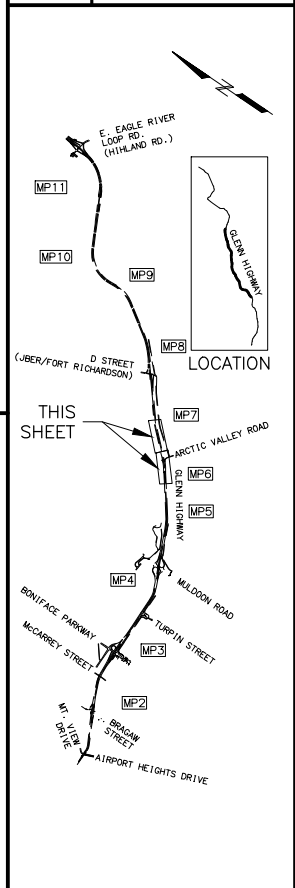 N
E. EAGLE RIVER
LOOP RD.
(HIHLAND RD.)
MP11
MP10
MP9
GLENN HIGHWAY
LOCATION
MP8
D STREET
(JBER/FORT RICHARDSON)
THIS
SHEET
MP7
ARCTIC VALLEY ROAD
MP6
GLENN HIGHWAY
MP5
MP4
MULDOON ROAD
BONIFACE PARKWAY
TURPIN STREET
McCARREY STREET
MP3
MP2
MT. VIEW
DRIVE
BRAGAW
STREET
AIRPORT HEIGHTS DRIVE